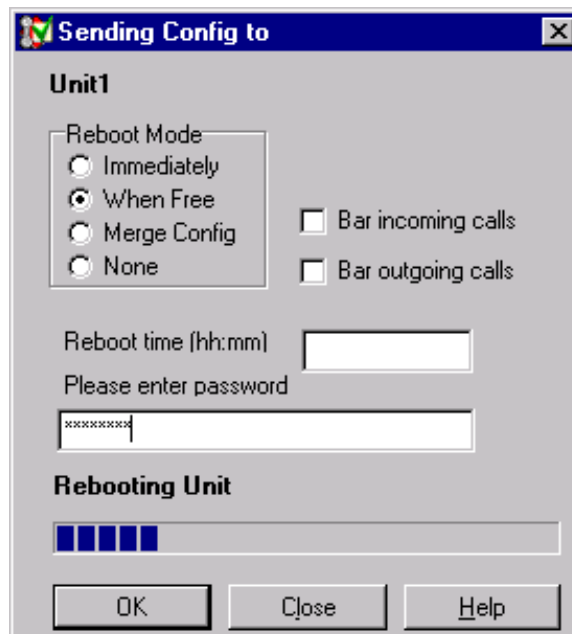 Sending Config to
Unit1
Reboot Mode
Immediately
When Free
Merge Config
None
Bar incoming calls
Bar outgoing calls
Reboot time (hh:mm)
Please enter password
xxxxxxxx
Rebooting Unit
OK
Close
Help